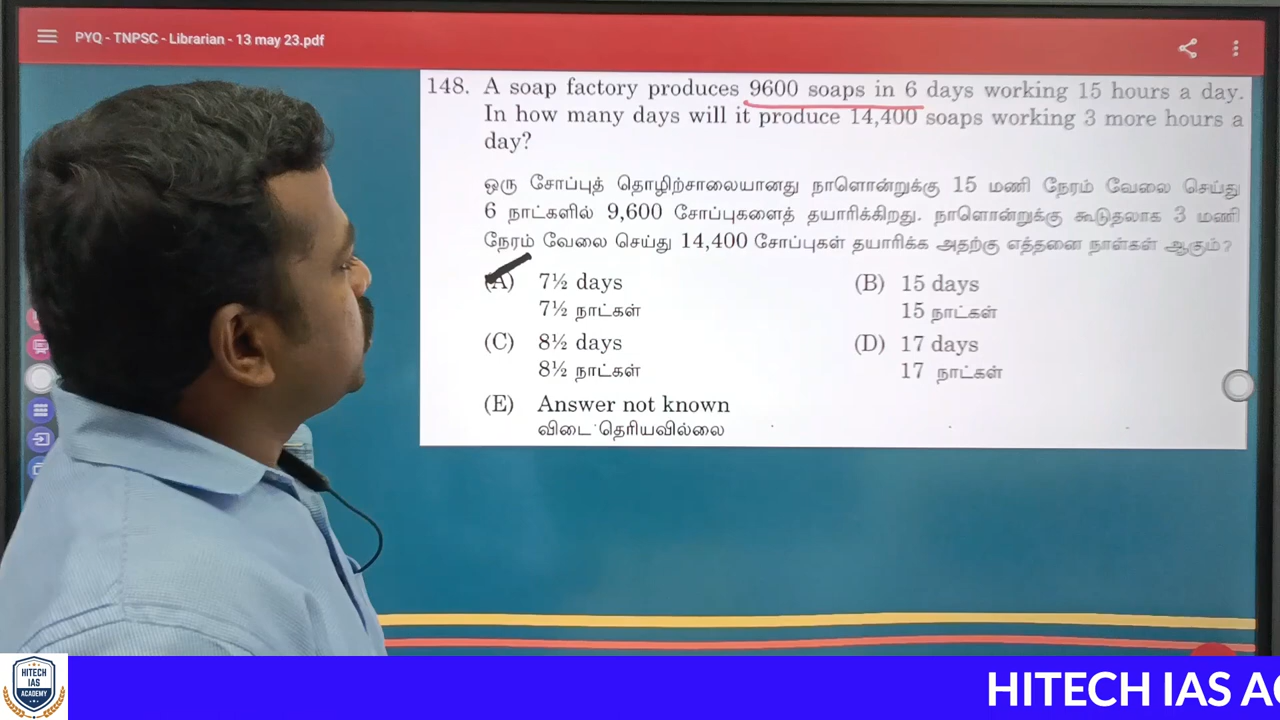 PYQ - TNPSC - Librarian - 13 may 23.pdf
148. A soap factory produces 9600 soaps in 6 days working 15 hours a day.
In how many days will it produce 14,400 soaps working 3 more hours a
day?
ஒரு சோப்புத் தொழிற்சாலையானது நாளொன்றுக்கு 15 மணி நேரம் வேலை செய்து
6 நாட்களில் 9,600 சோப்புகளைத் தயாரிக்கிறது. நாளொன்றுக்கு கூடுதலாக 3 மணி
நேரம் வேலை செய்து 14,400 சோப்புகள் தயாரிக்க அதற்கு எத்தனை நாள்கள் ஆகும்?
(A) 7½ days (B) 15 days
7½ நாட்கள் 15 நாட்கள்
(C) 8½ days (D) 17 days
8½ நாட்கள் 17 நாட்கள்
(E) Answer not known
விடை தெரியவில்லை
HITECH
IAS
ACADEMY
HITECH IAS AC